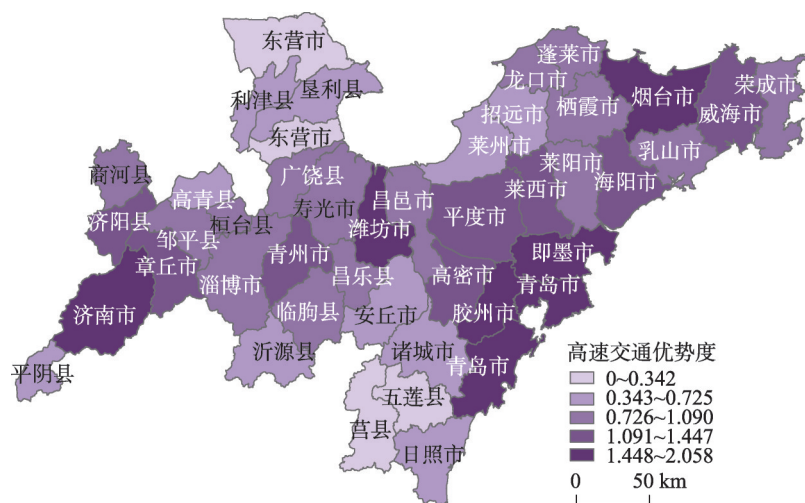 东营市
蓬莱市
龙口市
烟台市
荣成市
利津县
垦利县
招远市
栖霞市
威海市
东营市
莱州市
莱阳市
乳山市
商河县
高青县
广饶县
昌邑市
莱西市
海阳市
济阳县
桓台县
寿光市
潍坊市
平度市
邹平县
章丘市
淄博市
青州市
昌乐县
高密市
即墨市
青岛市
济南市
临朐县
安丘市
胶州市
平阴县
沂源县
诸城市
青岛市
五莲县
莒县
日照市
高速交通优势度
0~0.342
0.343~0.725
0.726~1.090
1.091~1.447
1.448~2.058
0 50 km